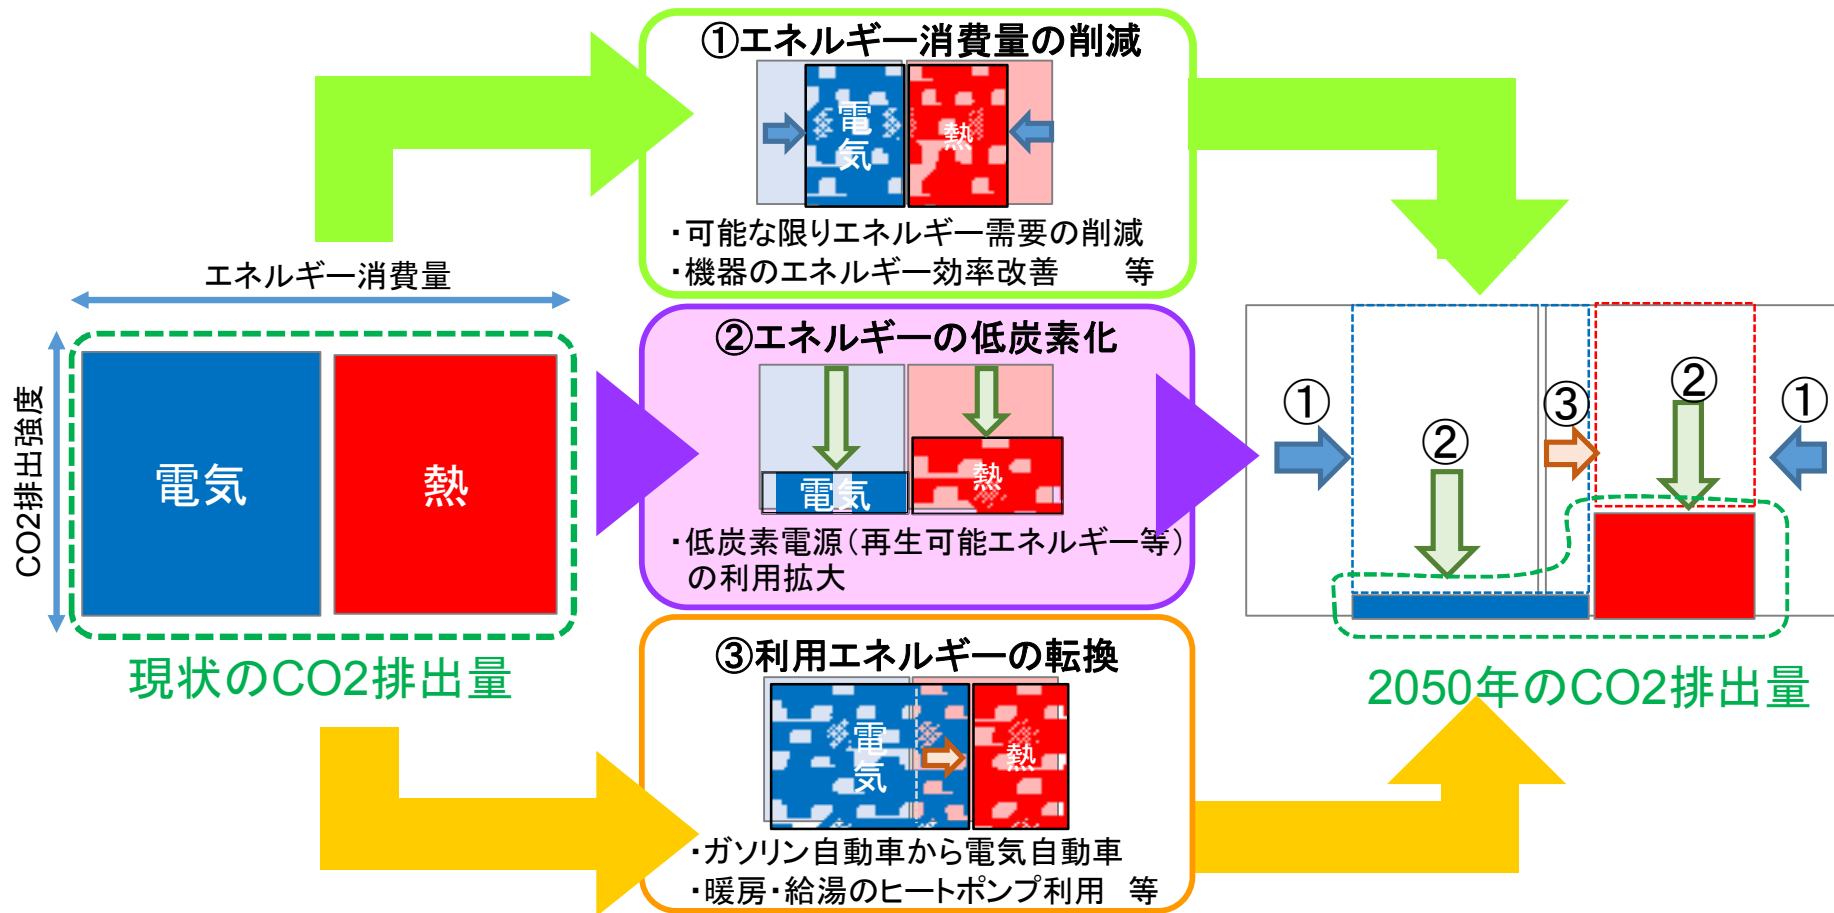 ①エネルギー消費量の削減
電気
熱
・可能な限りエネルギー需要の削減
・機器のエネルギー効率改善 等
エネルギー消費量
CO2排出強度
電気
熱
現状のCO2排出量
②エネルギーの低炭素化
電気
熱
・低炭素電源（再生可能エネルギー等）
の利用拡大
③利用エネルギーの転換
電気
熱
・ガソリン自動車から電気自動車
・暖房・給湯のヒートポンプ利用 等
①
②
③
②
①
2050年のCO2排出量